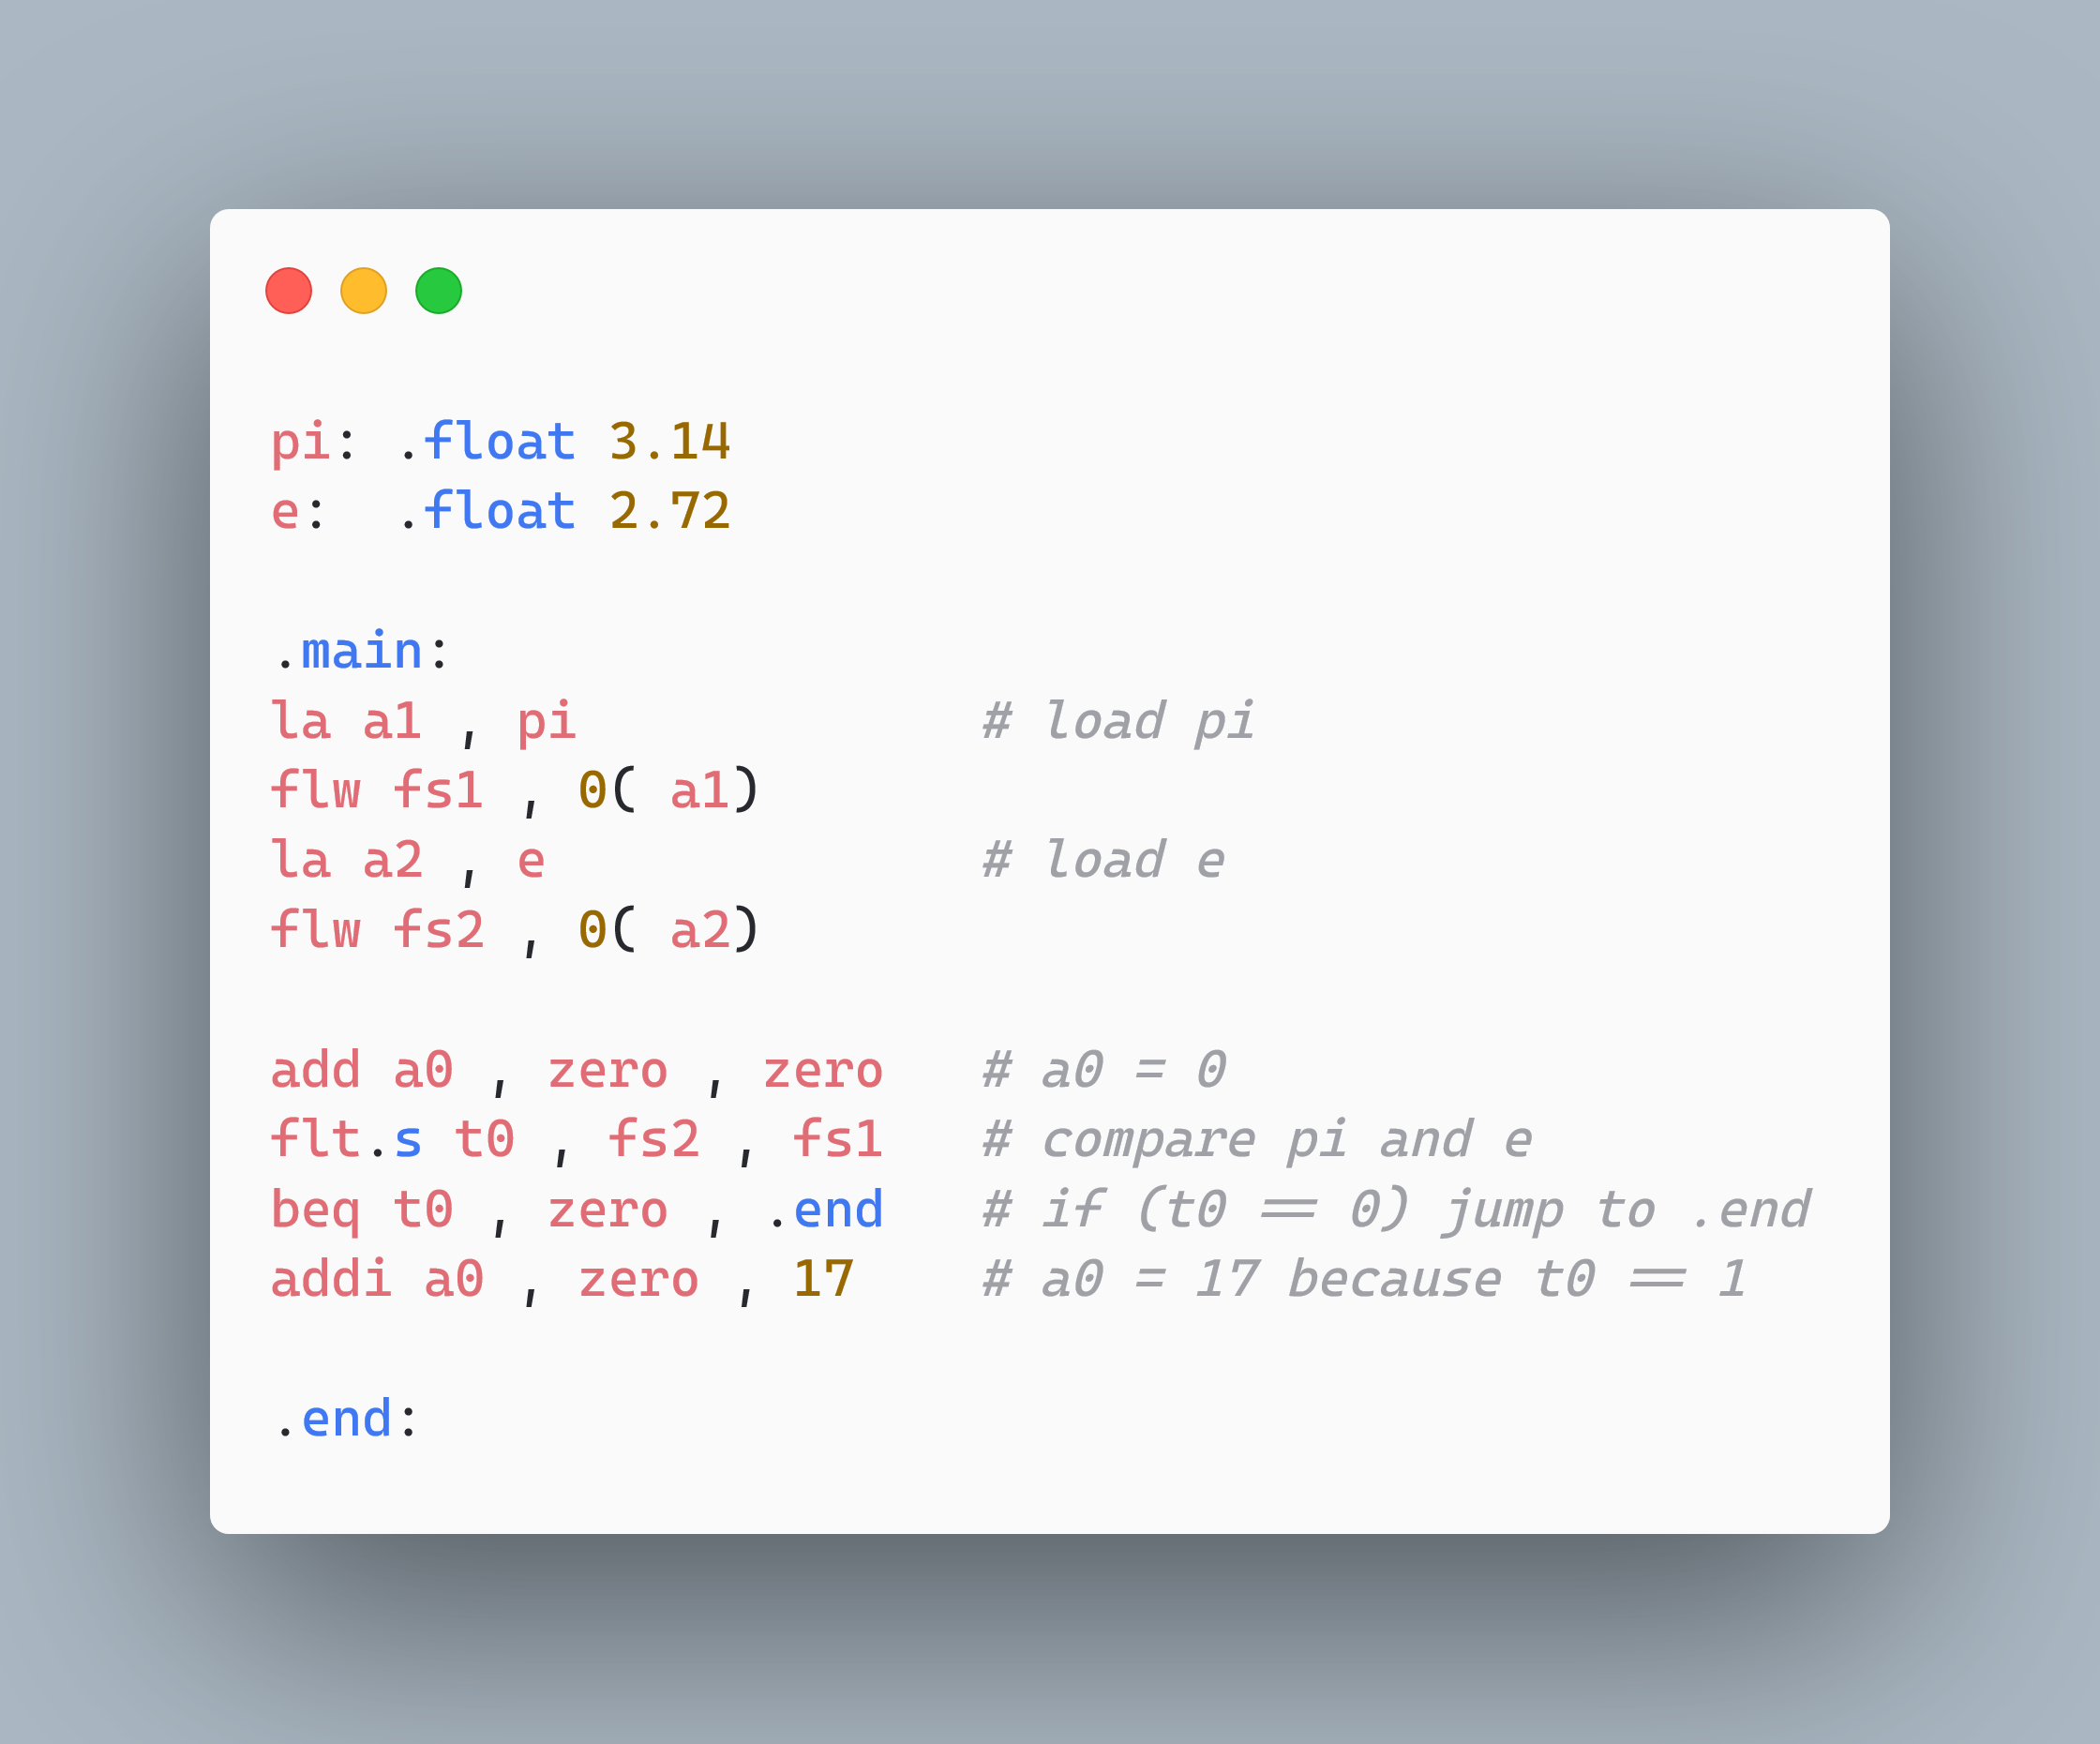 pi: .float 3.14
e:  .float 2.72
.main:
la a1 , pi             # load pi
flw fs1 , 0( a1)
la a2 , e              # load e
flw fs2 , 0( a2)
add a0 , zero , zero   # a0 = 0
flt.s t0 , fs2 , fs1   # compare pi and e
beq t0 , zero , .end   # if (t0 == 0) jump to .end
addi a0 , zero , 17    # a0 = 17 because t0 == 1
.end: